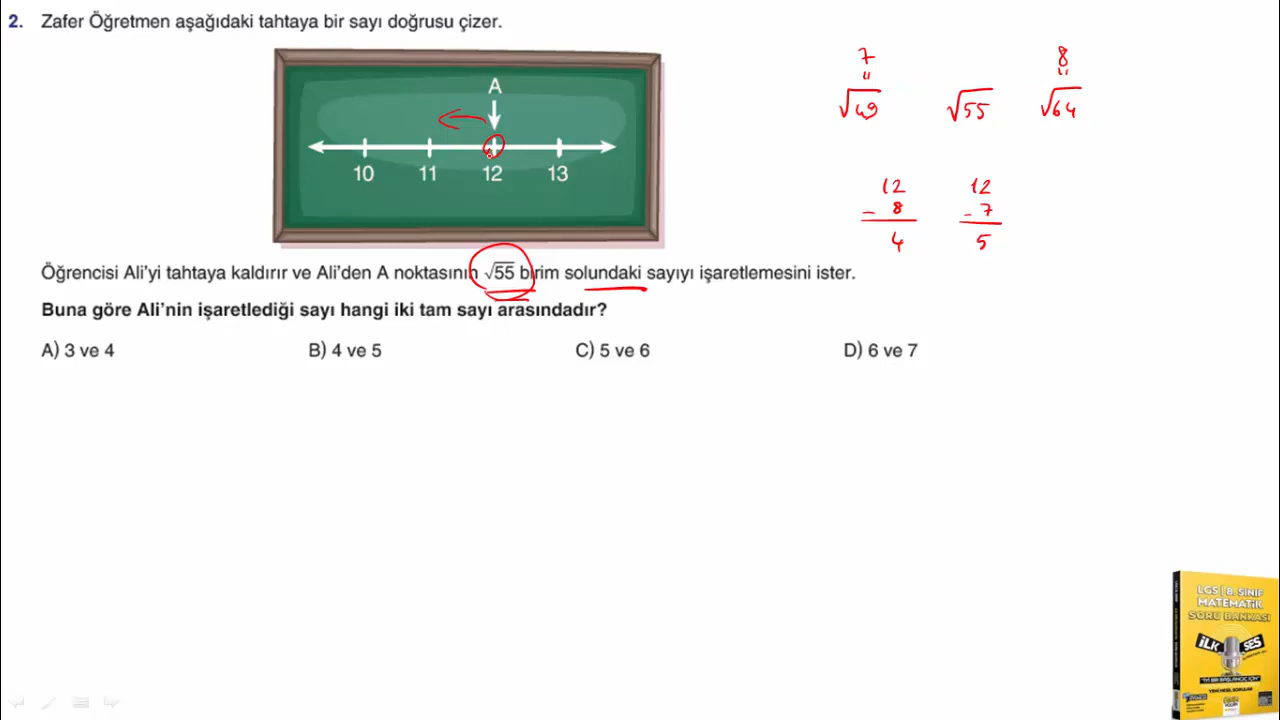 2. Zafer Öğretmen aşağıdaki tahtaya bir sayı doğrusu çizer.
A
10 11 12 13
7 8
" "
√49 √55 √64
12 12
- 8 - 7
4 5
Öğrencisi Ali'yi tahtaya kaldırır ve Ali'den A noktasının √55 birim solundaki sayıyı işaretlemesini ister.
Buna göre Ali'nin işaretlediği sayı hangi iki tam sayı arasındadır?
A) 3 ve 4 B) 4 ve 5 C) 5 ve 6 D) 6 ve 7
LGS | 8. SINIF
MATEMATİK
SORU BANKASI
İLK SES